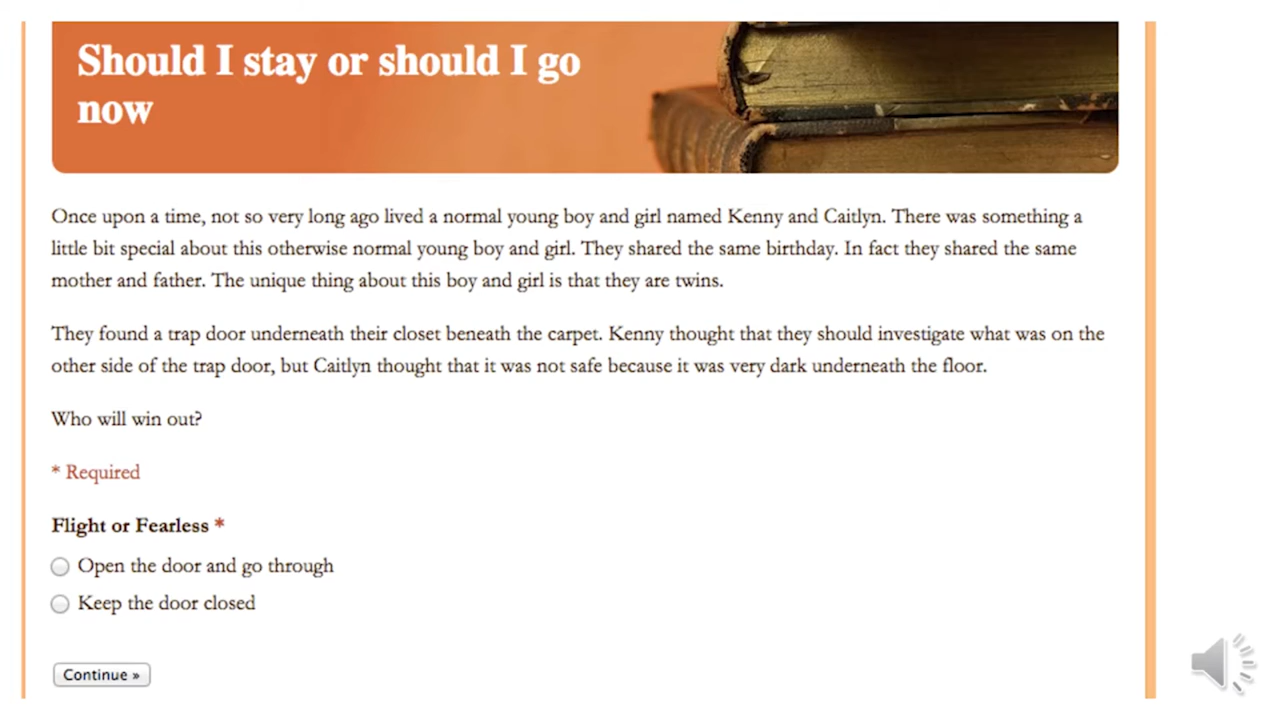 Should I stay or should I go
now
Once upon a time, not so very long ago lived a normal young boy and girl named Kenny and Caitlyn. There was something a
little bit special about this otherwise normal young boy and girl. They shared the same birthday. In fact they shared the same
mother and father. The unique thing about this boy and girl is that they are twins.
They found a trap door underneath their closet beneath the carpet. Kenny thought that they should investigate what was on the
other side of the trap door, but Caitlyn thought that it was not safe because it was very dark underneath the floor.
Who will win out?
* Required
Flight or Fearless *
Open the door and go through
Keep the door closed
Continue »